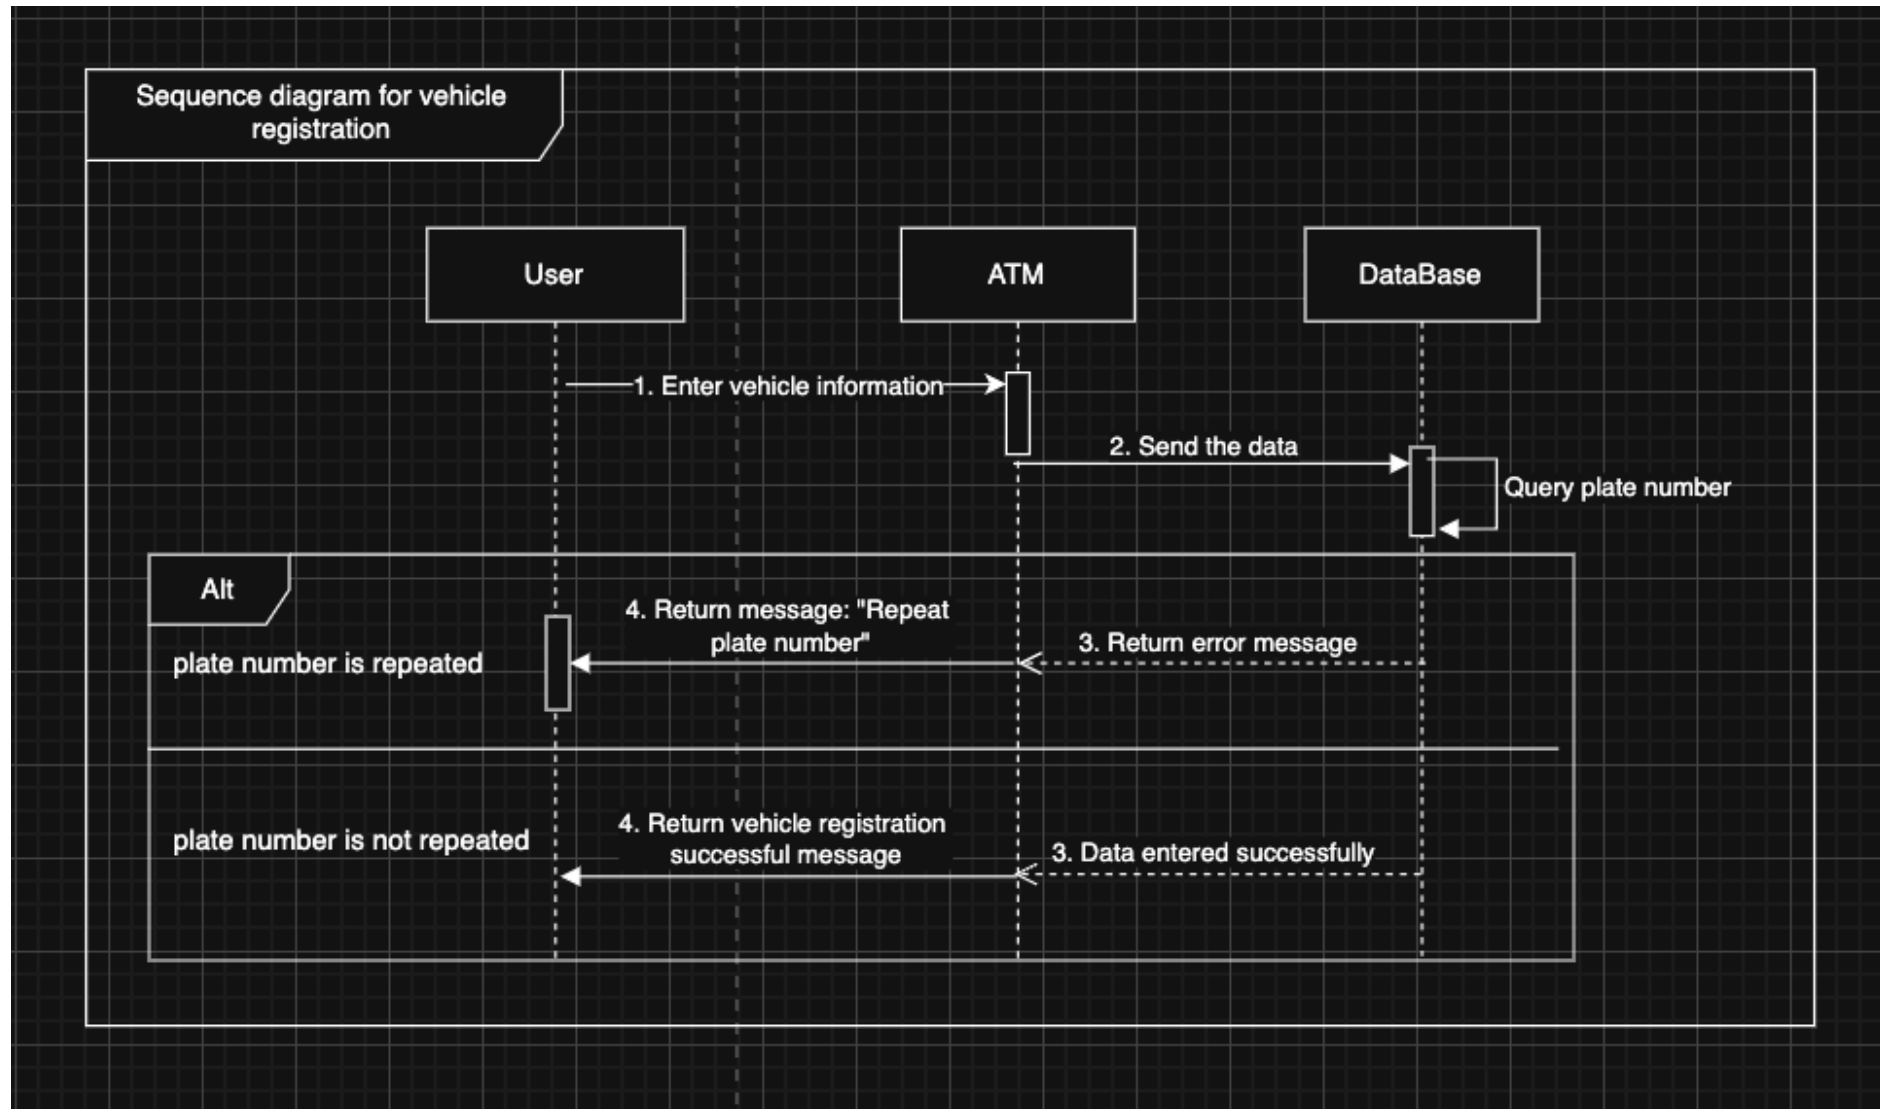 Sequence diagram for vehicle
registration
User
ATM
DataBase
1. Enter vehicle information
2. Send the data
Query plate number
Alt
4. Return message: "Repeat
plate number"
3. Return error message
plate number is repeated
4. Return vehicle registration
successful message
3. Data entered successfully
plate number is not repeated